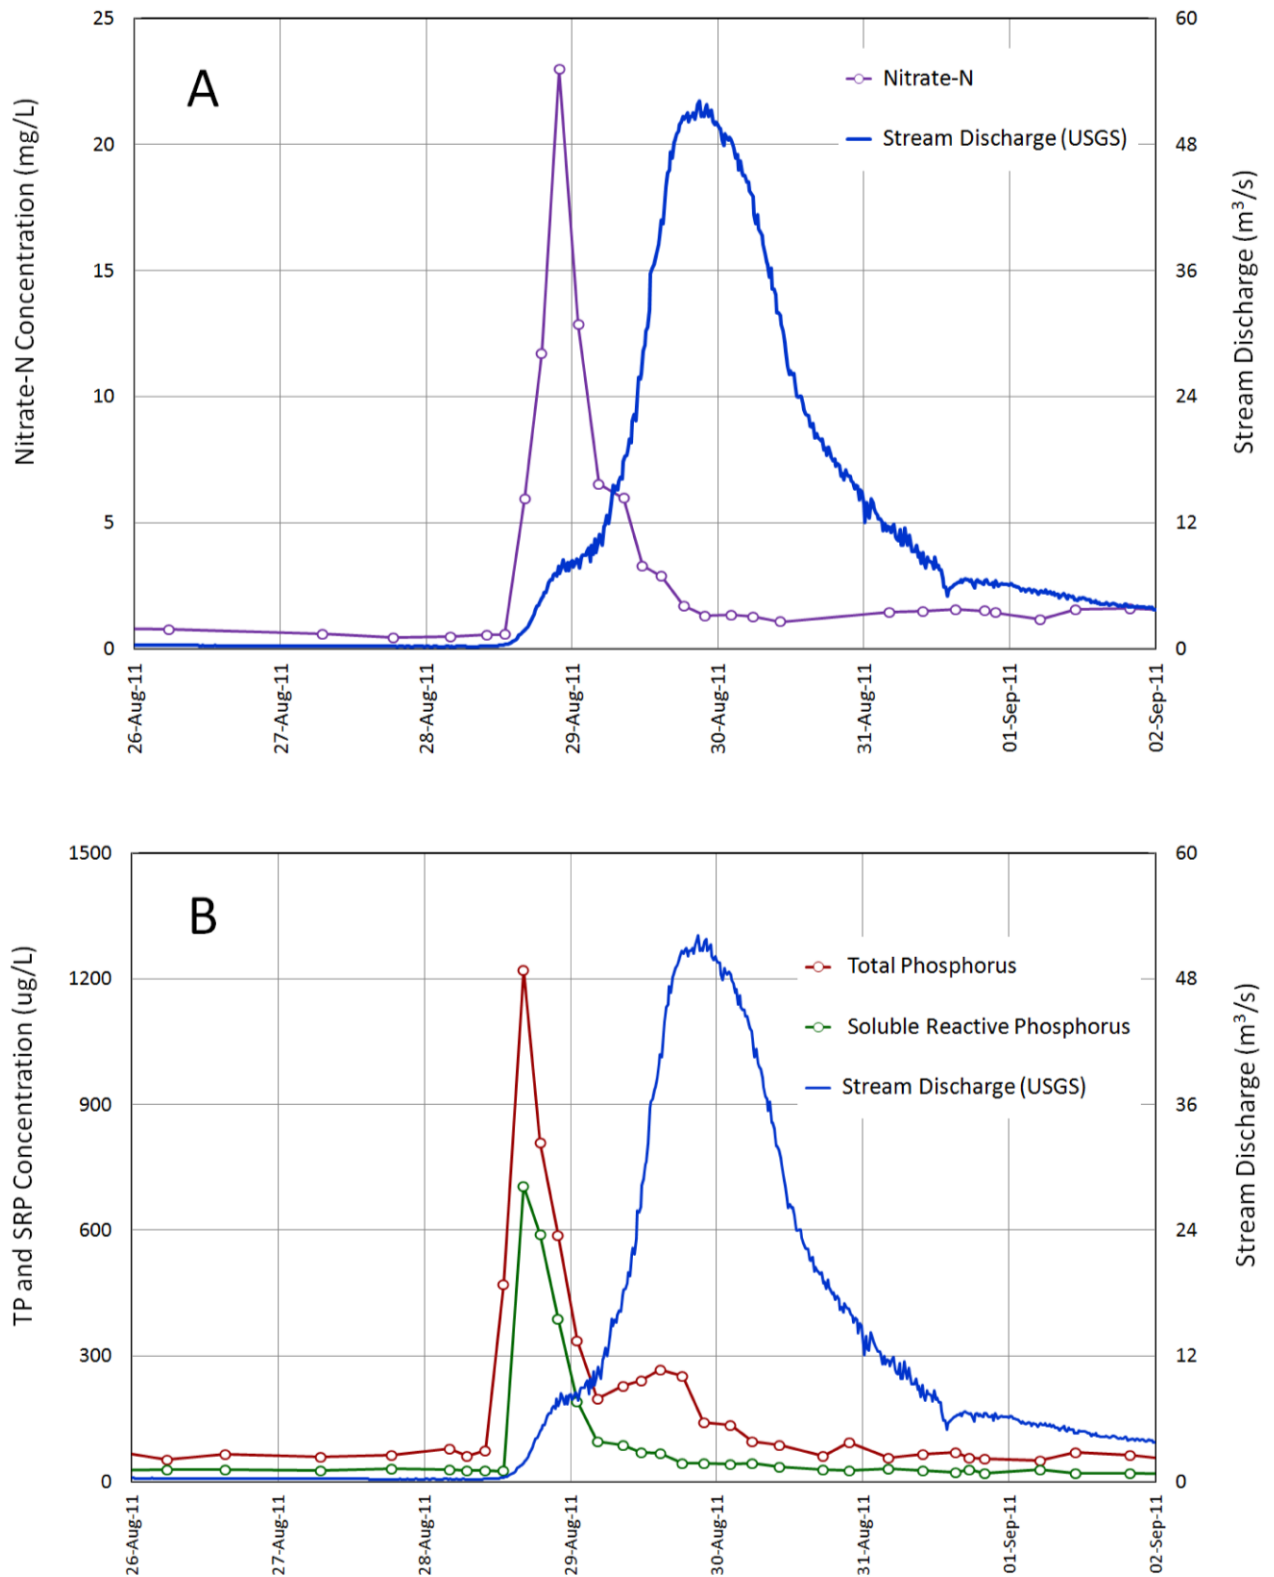 A
Nitrate-N Concentration (mg/L)
25
20
15
10
5
0
Nitrate-N
Stream Discharge (USGS)
60
48
36
24
12
0
Stream Discharge (m³/s)
26-Aug-11
27-Aug-11
28-Aug-11
29-Aug-11
30-Aug-11
31-Aug-11
01-Sep-11
02-Sep-11
B
TP and SRP Concentration (ug/L)
1500
1200
900
600
300
0
Total Phosphorus
Soluble Reactive Phosphorus
Stream Discharge (USGS)
60
48
36
24
12
0
Stream Discharge (m³/s)
26-Aug-11
27-Aug-11
28-Aug-11
29-Aug-11
30-Aug-11
31-Aug-11
01-Sep-11
02-Sep-11